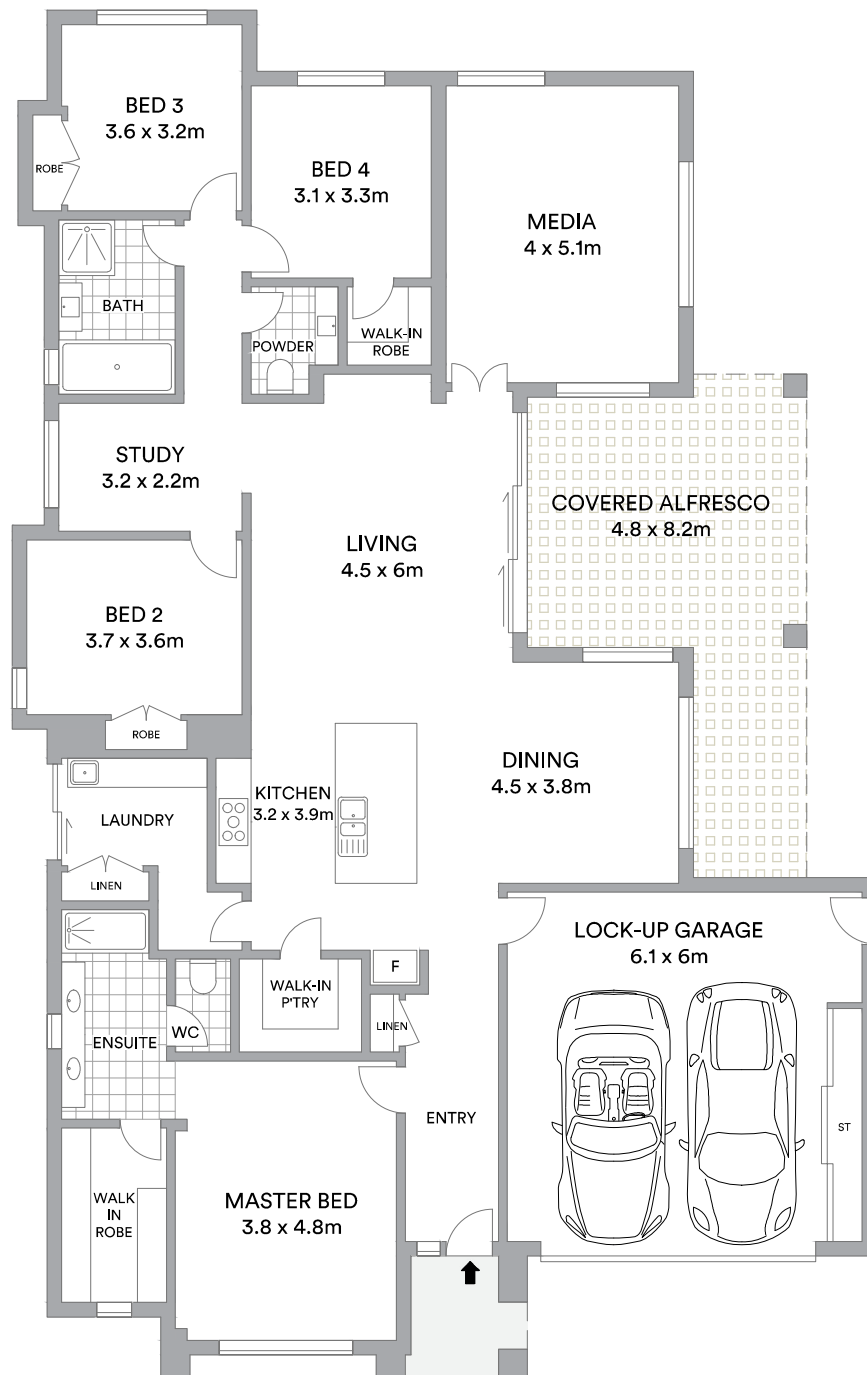 BED 3
3.6 x 3.2m
ROBE
BED 4
3.1 x 3.3m
MEDIA
4 x 5.1m
BATH
POWDER
WALK-IN
ROBE
STUDY
3.2 x 2.2m
COVERED ALFRESCO
4.8 x 8.2m
LIVING
4.5 x 6m
BED 2
3.7 x 3.6m
ROBE
DINING
4.5 x 3.8m
KITCHEN
3.2 x 3.9m
LAUNDRY
LINEN
LOCK-UP GARAGE
6.1 x 6m
F
WALK-IN
P'TRY
WC
LINEN
ENSUITE
ENTRY
ST
WALK
IN
ROBE
MASTER BED
3.8 x 4.8m